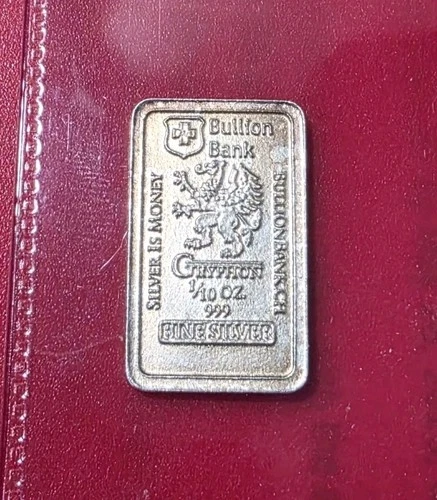 Bullion
Bank
SILVER IS MONEY
BULLIONBANK.CH
GRYPHON
1/10 OZ.
999
FINE SILVER